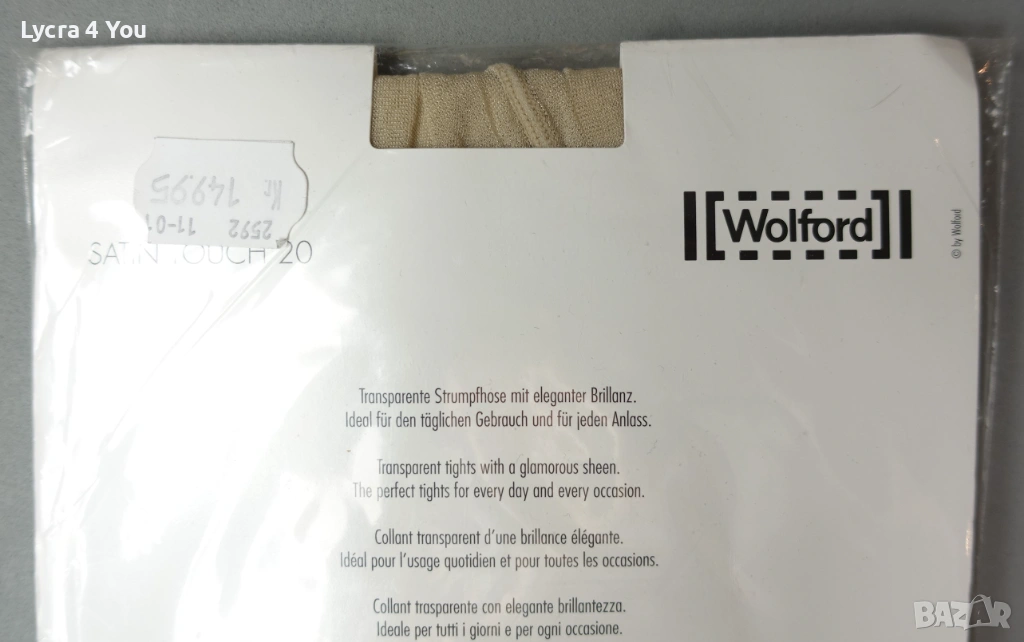 Lycra 4 You
Kr 149.95
2592 11-01
SATIN TOUCH 20
Wolford
© by Wolford
Transparente Strumpfhose mit eleganter Brillanz.
Ideal für den täglichen Gebrauch und für jeden Anlass.
Transparent tights with a glamorous sheen.
The perfect tights for every day and every occasion.
Collant transparent d'une brillance élégante.
Idéal pour l'usage quotidien et pour toutes les occasions.
Collant trasparente con elegante brillantezza.
Ideale per tutti i giorni e per ogni occasione.
BAZAR